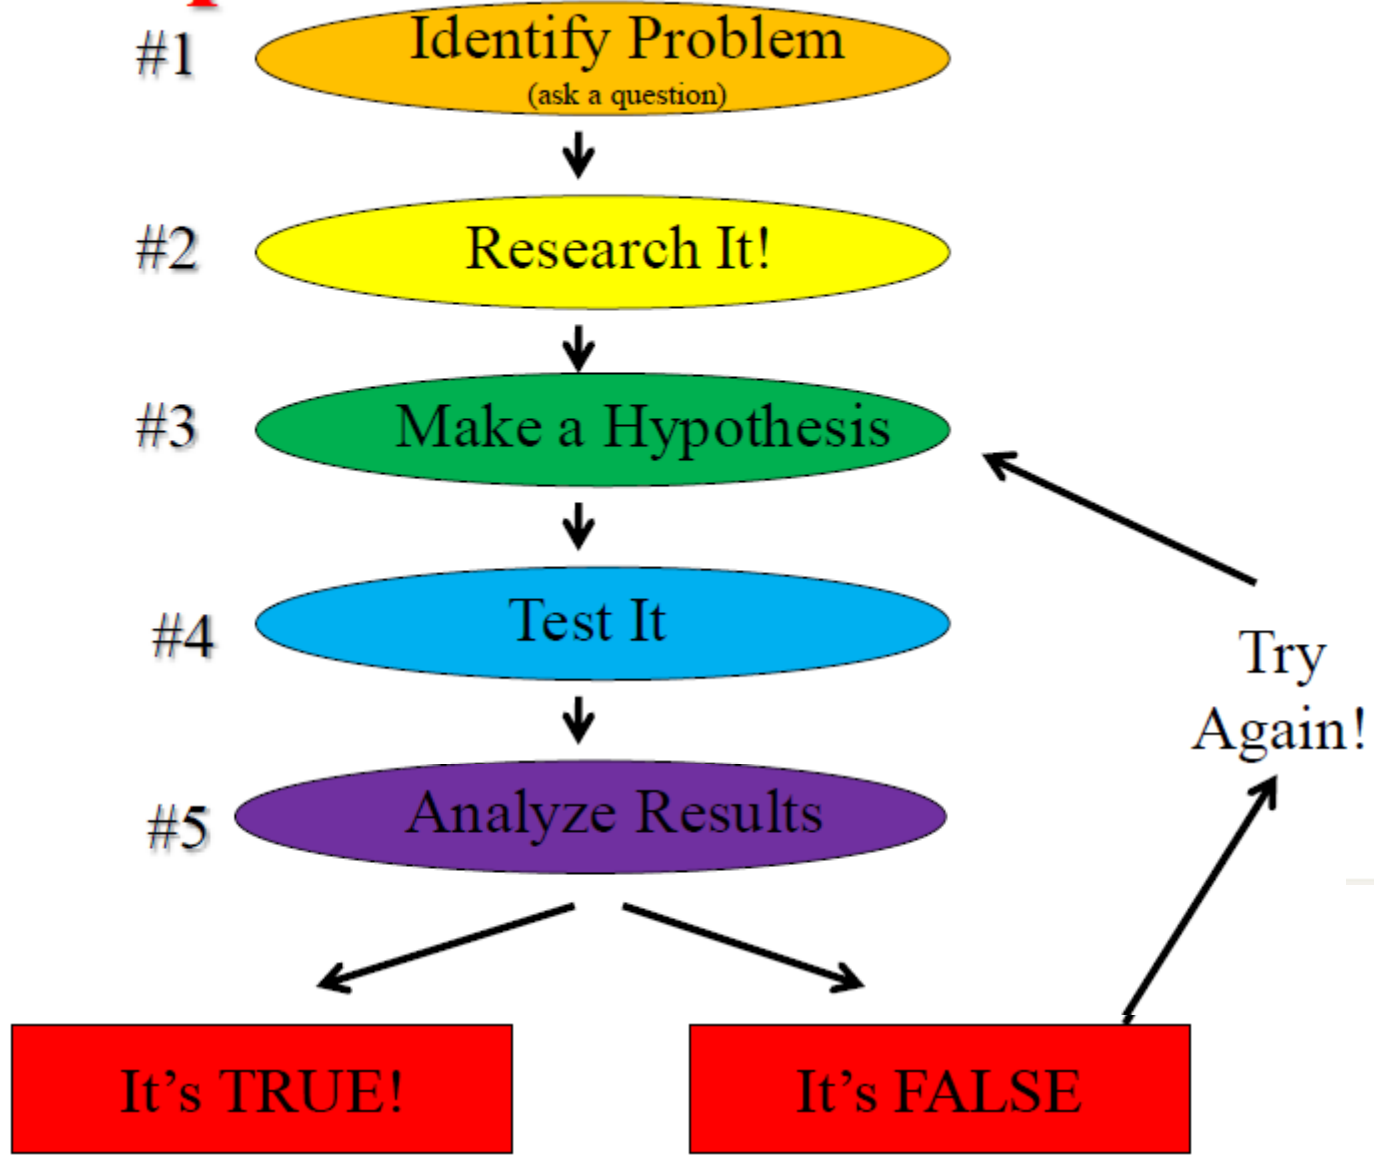 #1
Identify Problem
(ask a question)
#2
Research It!
#3
Make a Hypothesis
#4
Test It
Try
Again!
#5
Analyze Results
It's TRUE!
It's FALSE